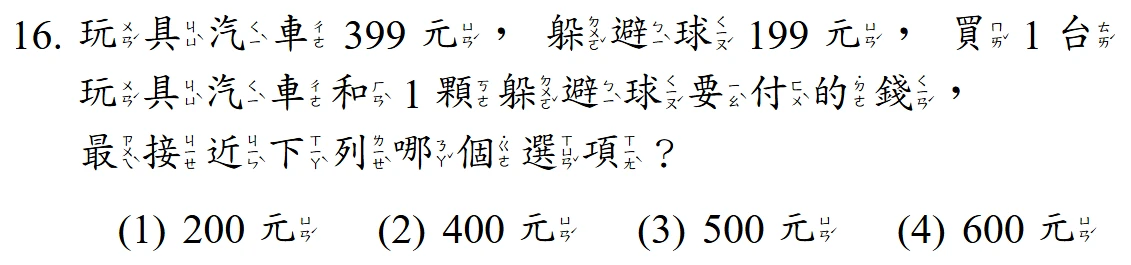 16. 玩具汽車 399 元, 躲避球 199 元, 買 1 台
玩具汽車和 1 顆躲避球要付的錢,
最接近下列哪個選項?
(1) 200 元 (2) 400 元 (3) 500 元 (4) 600 元